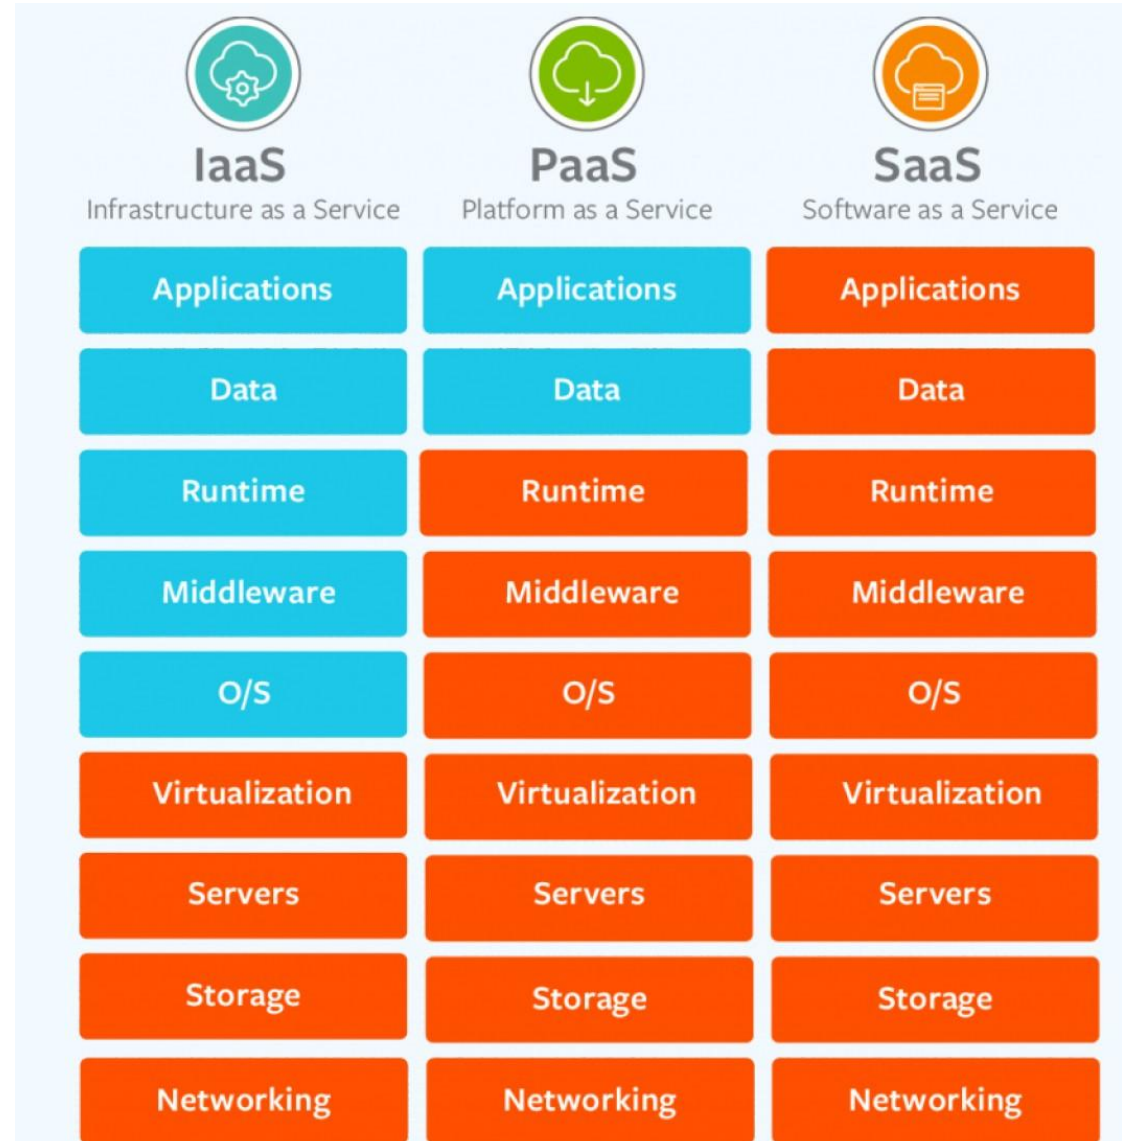 IaaS
Infrastructure as a Service
PaaS
Platform as a Service
SaaS
Software as a Service
Applications
Applications
Applications
Data
Data
Data
Runtime
Runtime
Runtime
Middleware
Middleware
Middleware
O/S
O/S
O/S
Virtualization
Virtualization
Virtualization
Servers
Servers
Servers
Storage
Storage
Storage
Networking
Networking
Networking